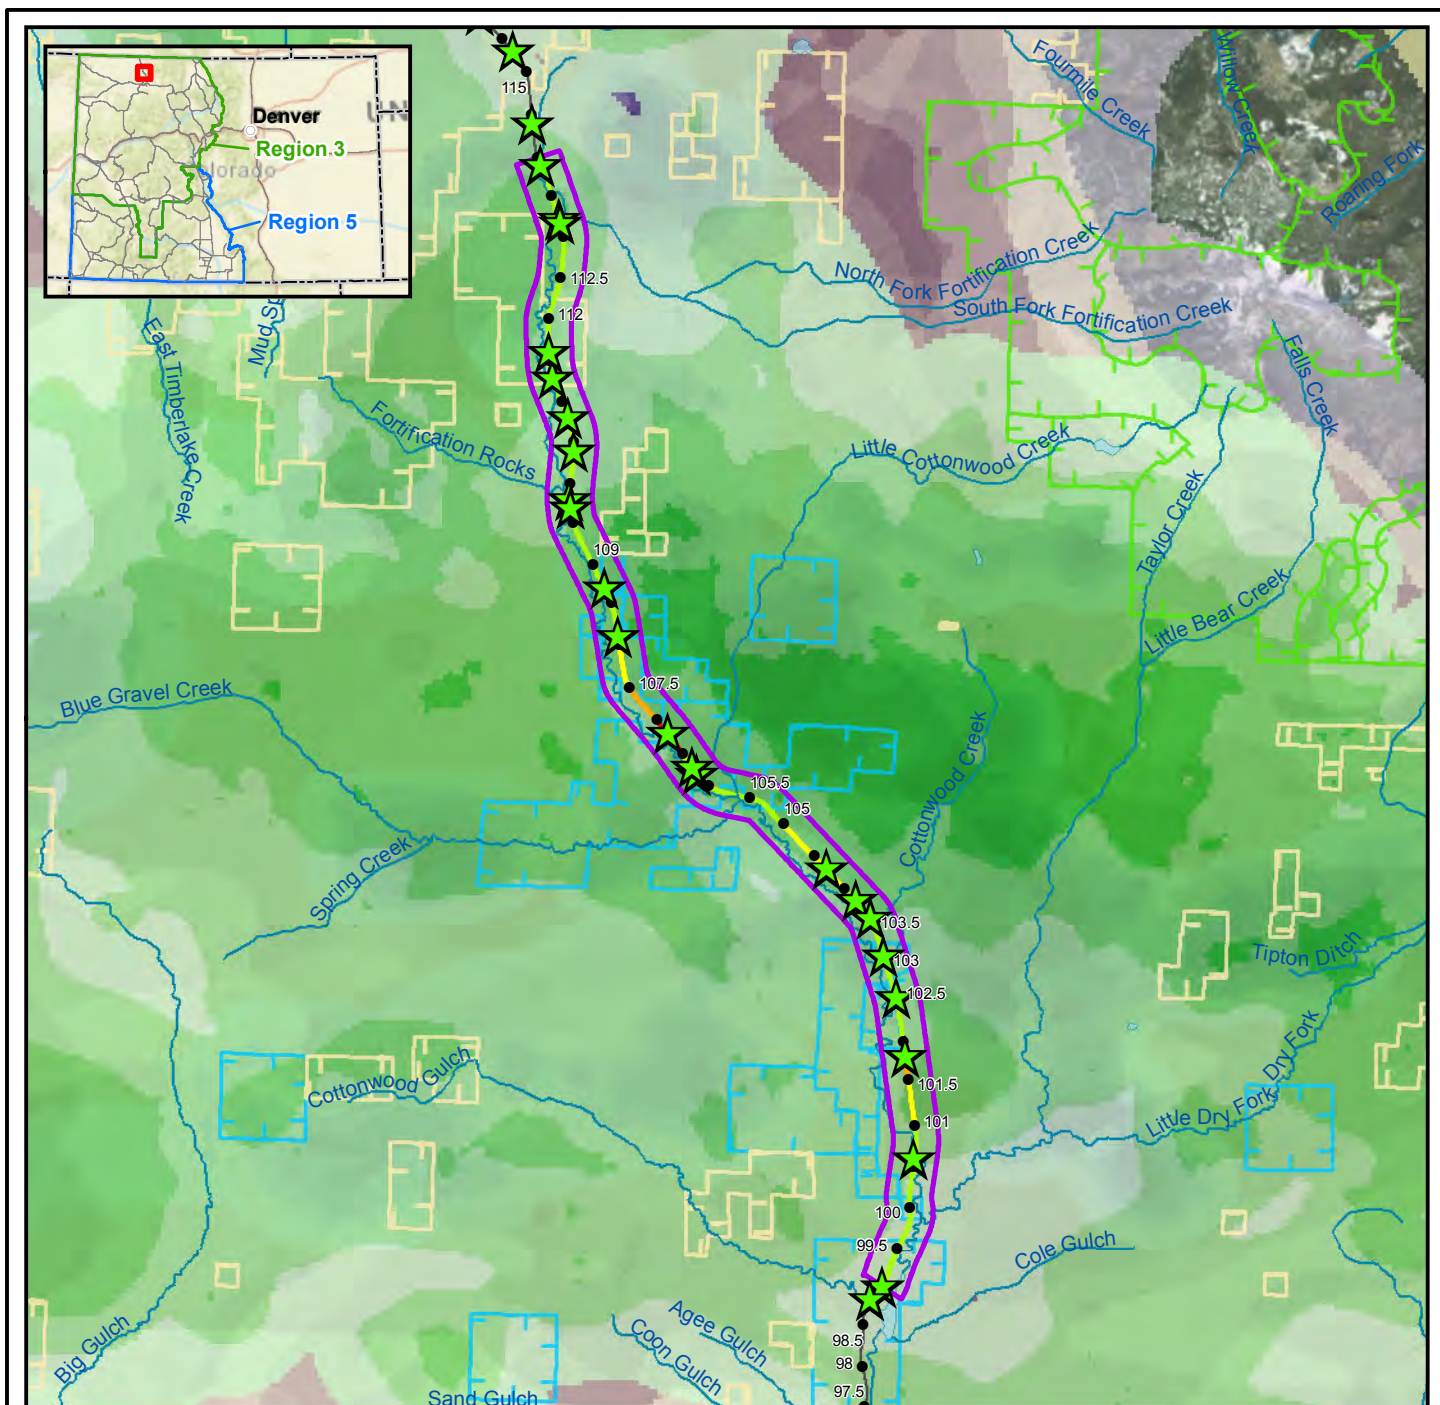 115
Denver
Region 3
Colorado
Region 5
Fourmile Creek
Willow Creek
Roaring Fork
North Fork Fortification Creek
South Fork Fortification Creek
112.5
112
East Timberlake Creek
Fortification Rocks
Falls Creek
Little Cottonwood Creek
Taylor Creek
109
Little Bear Creek
107.5
Blue Gravel Creek
Cottonwood Creek
105.5
105
Spring Creek
103.5
103
102.5
Tipton Ditch
101.5
101
Cottonwood Gulch
Dry Fork
Little Dry Fork
100
99.5
Cole Gulch
Big Gulch
Agee Gulch
Coon Gulch
98.5
98
97.5
Sand Gulch